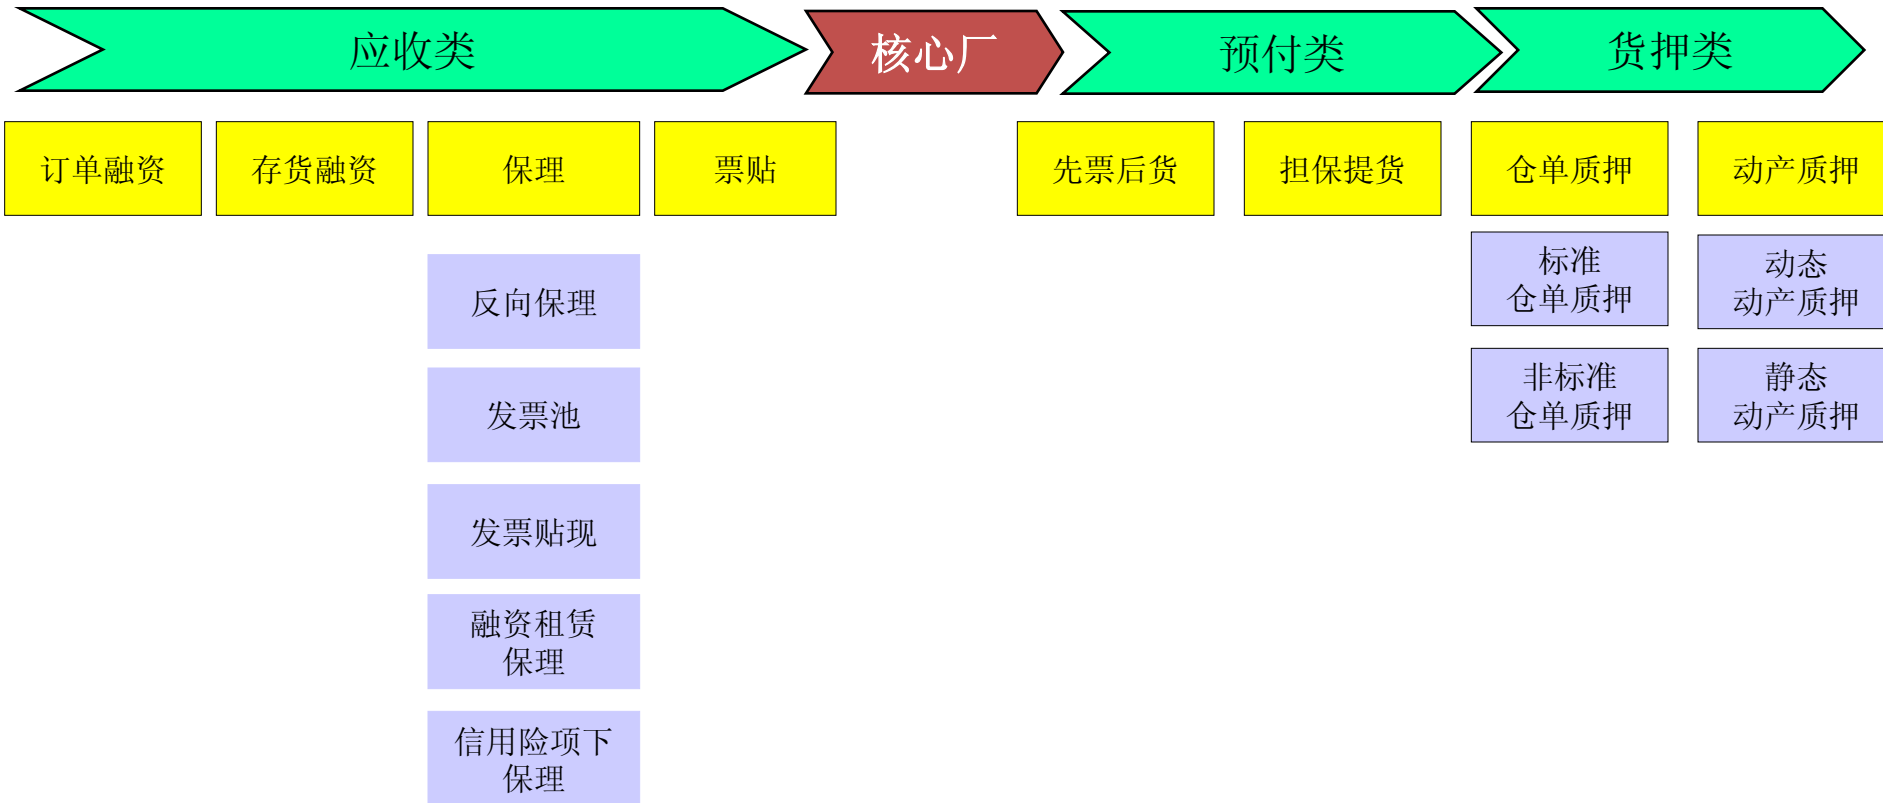 应收类
核心厂
预付类
货押类
订单融资
存货融资
保理
票贴
先票后货
担保提货
仓单质押
动产质押
反向保理
发票池
发票贴现
融资租赁
保理
信用险项下
保理
标准
仓单质押
非标准
仓单质押
动态
动产质押
静态
动产质押